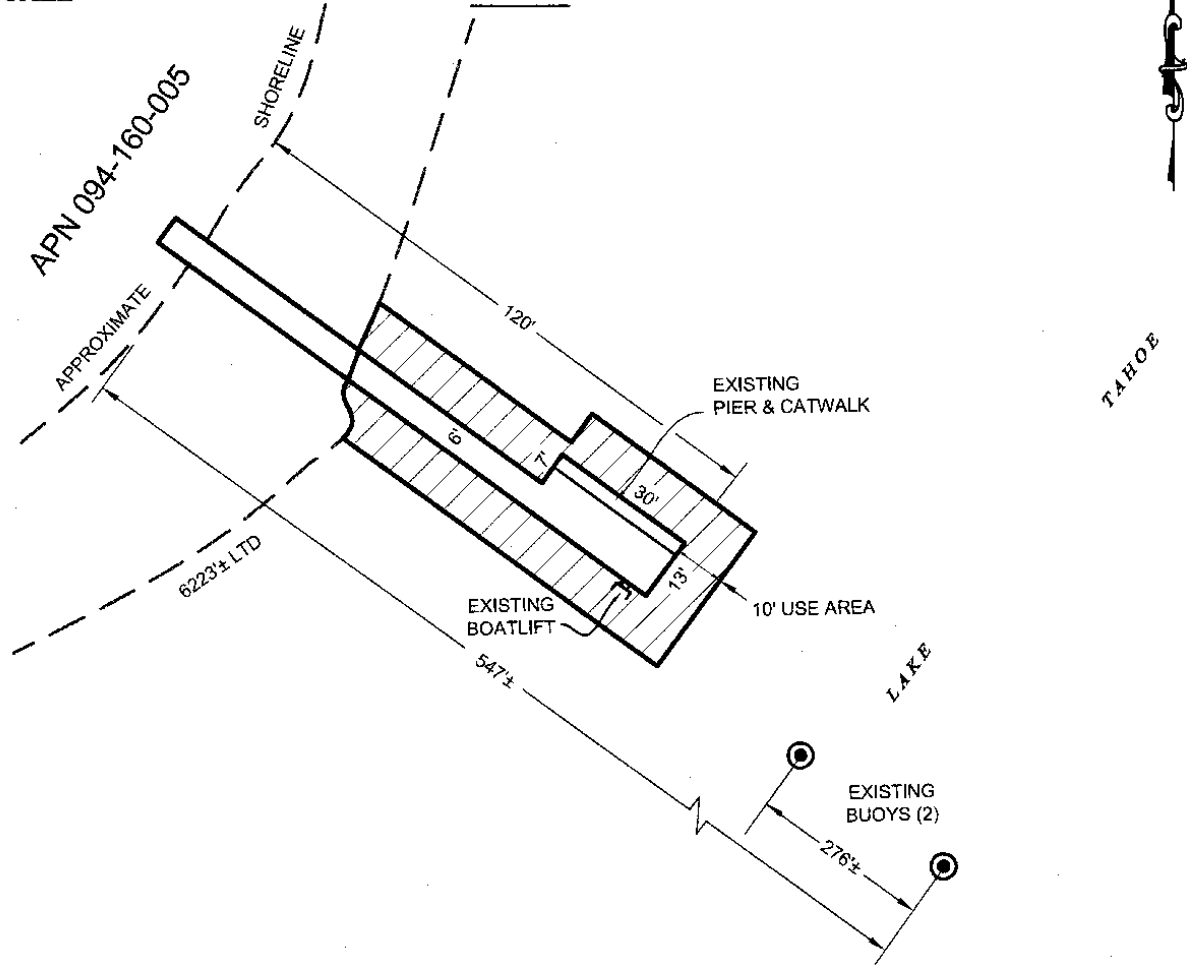 SHORELINE
APN 094-160-005
APPROXIMATE
120'
EXISTING
PIER & CATWALK
TAHOE
6'
7'
30'
13'
6223'± LTD
EXISTING
BOATLIFT
10' USE AREA
547'±
LAKE
EXISTING
BUOYS (2)
276'±